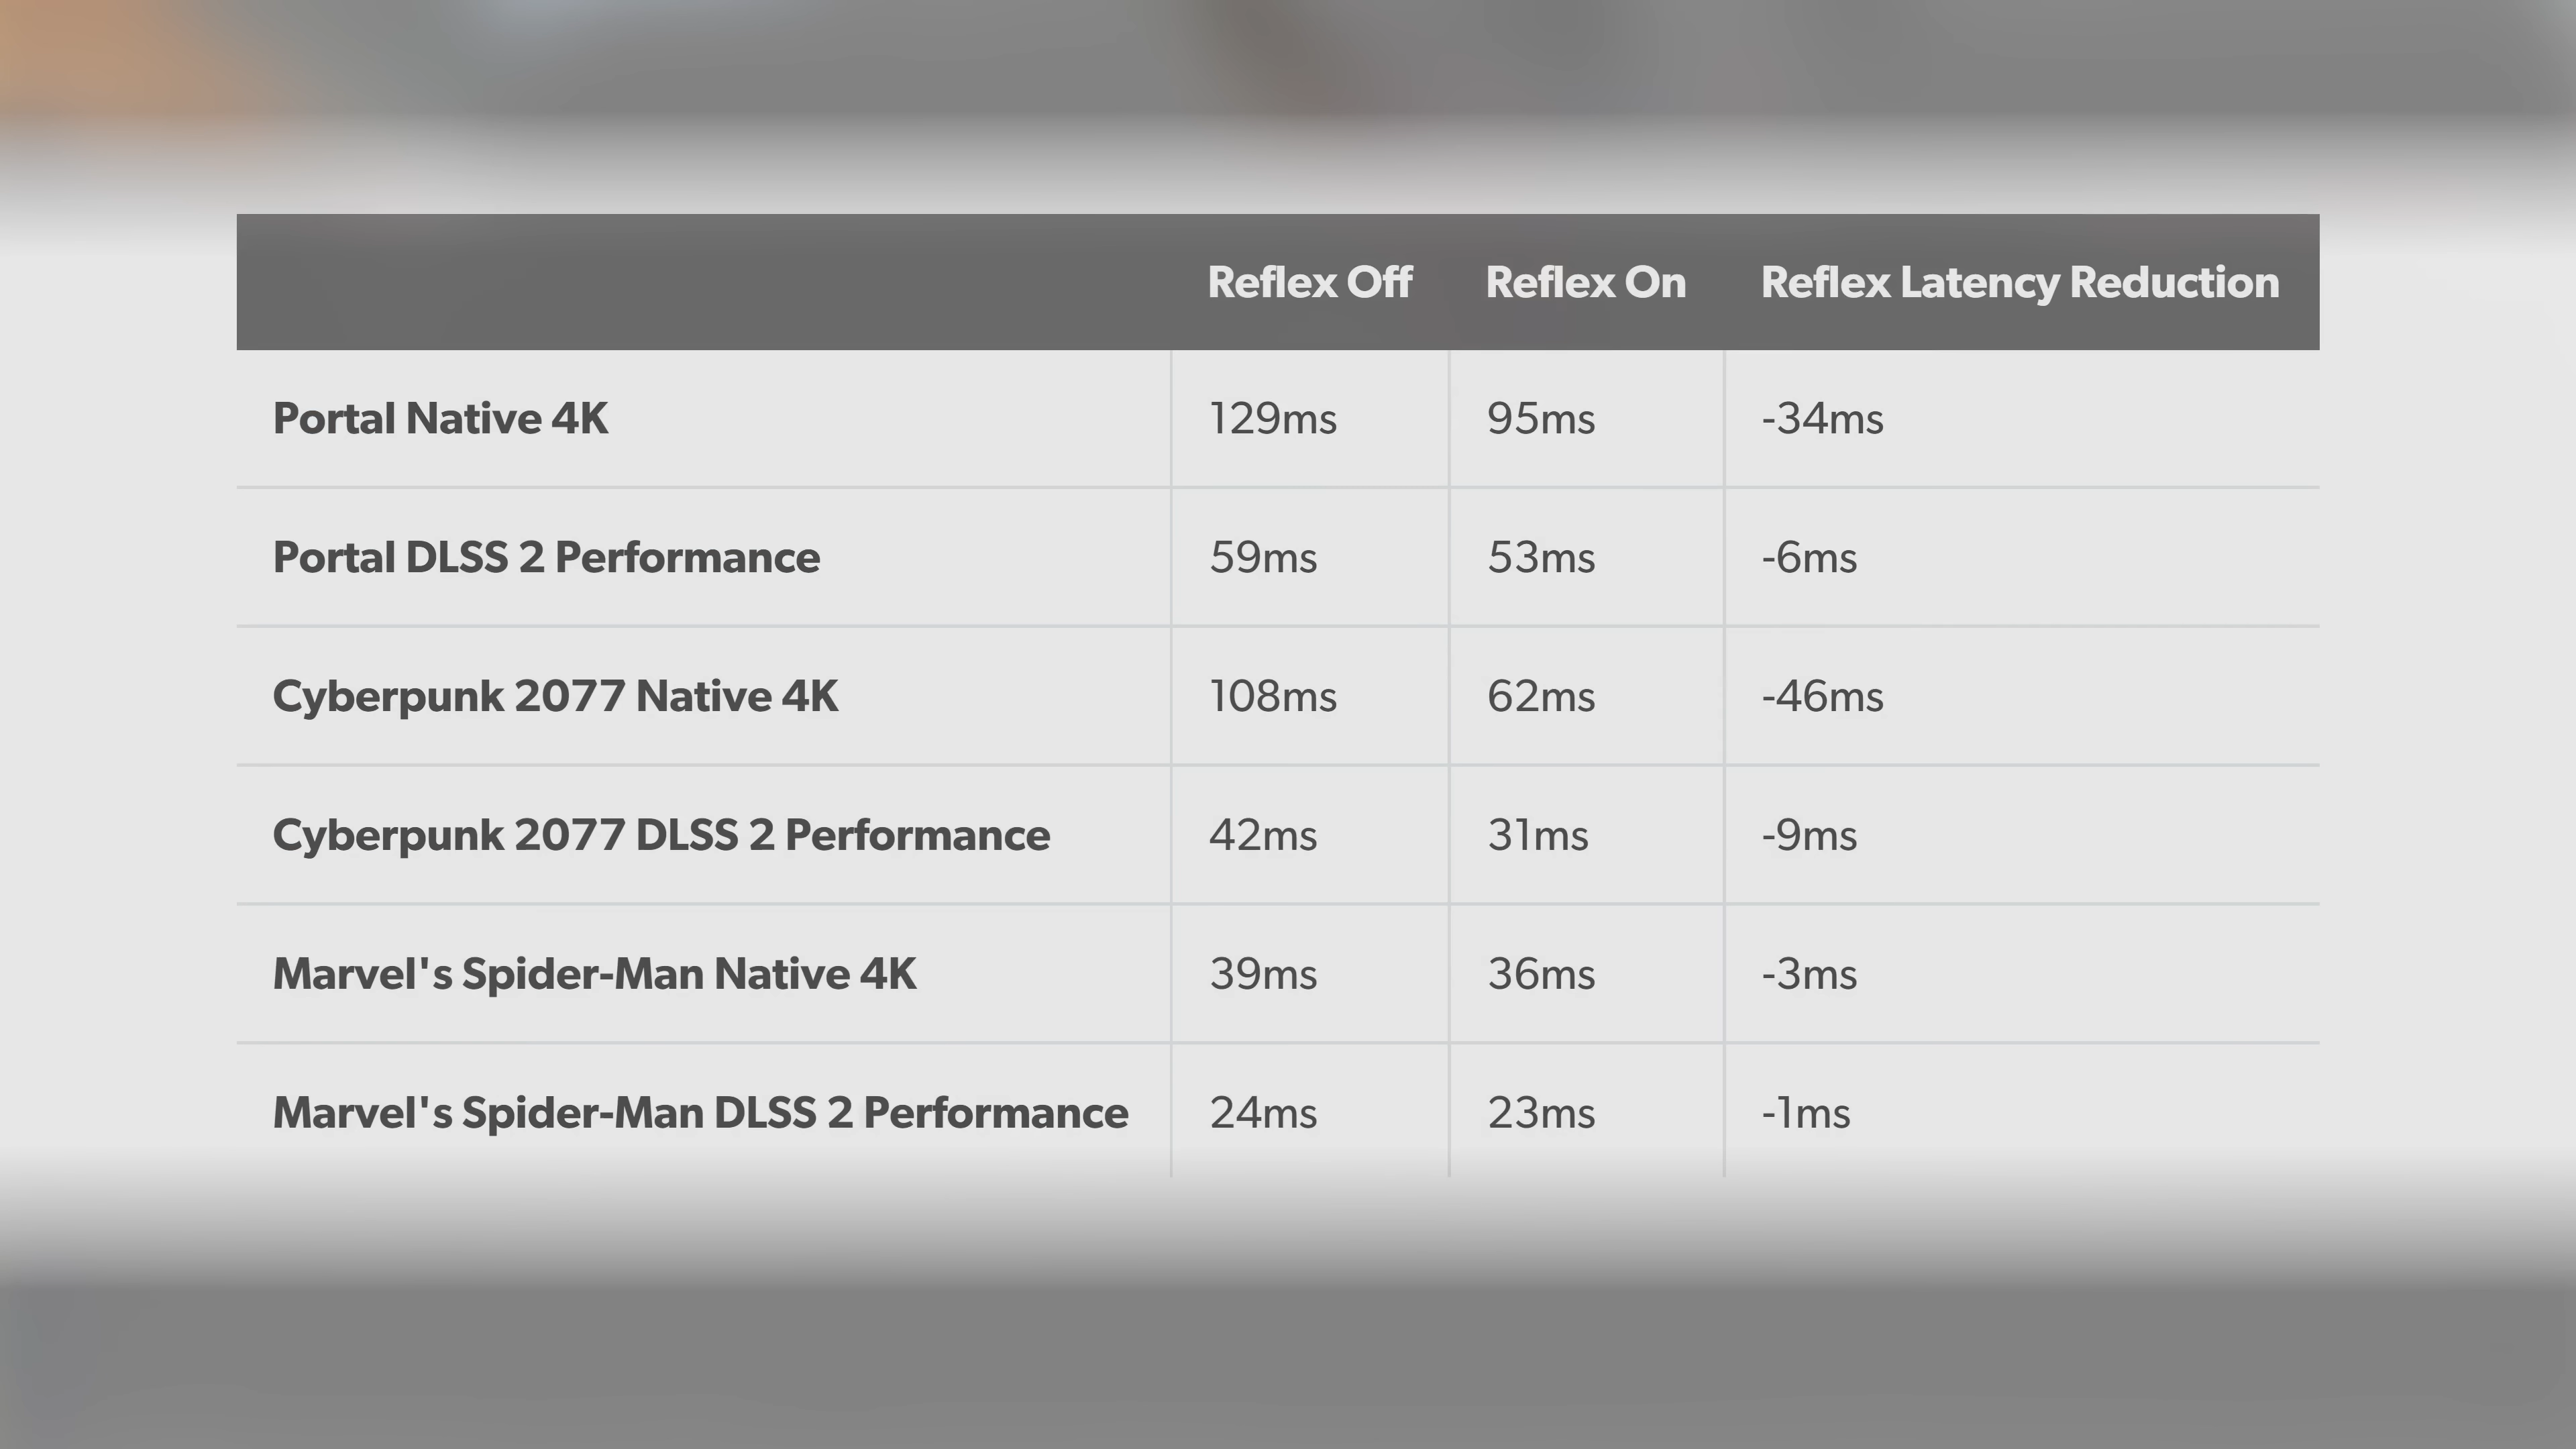 Reflex Off Reflex On Reflex Latency Reduction
Portal Native 4K 129ms 95ms -34ms
Portal DLSS 2 Performance 59ms 53ms -6ms
Cyberpunk 2077 Native 4K 108ms 62ms -46ms
Cyberpunk 2077 DLSS 2 Performance 42ms 31ms -9ms
Marvel's Spider-Man Native 4K 39ms 36ms -3ms
Marvel's Spider-Man DLSS 2 Performance 24ms 23ms -1ms